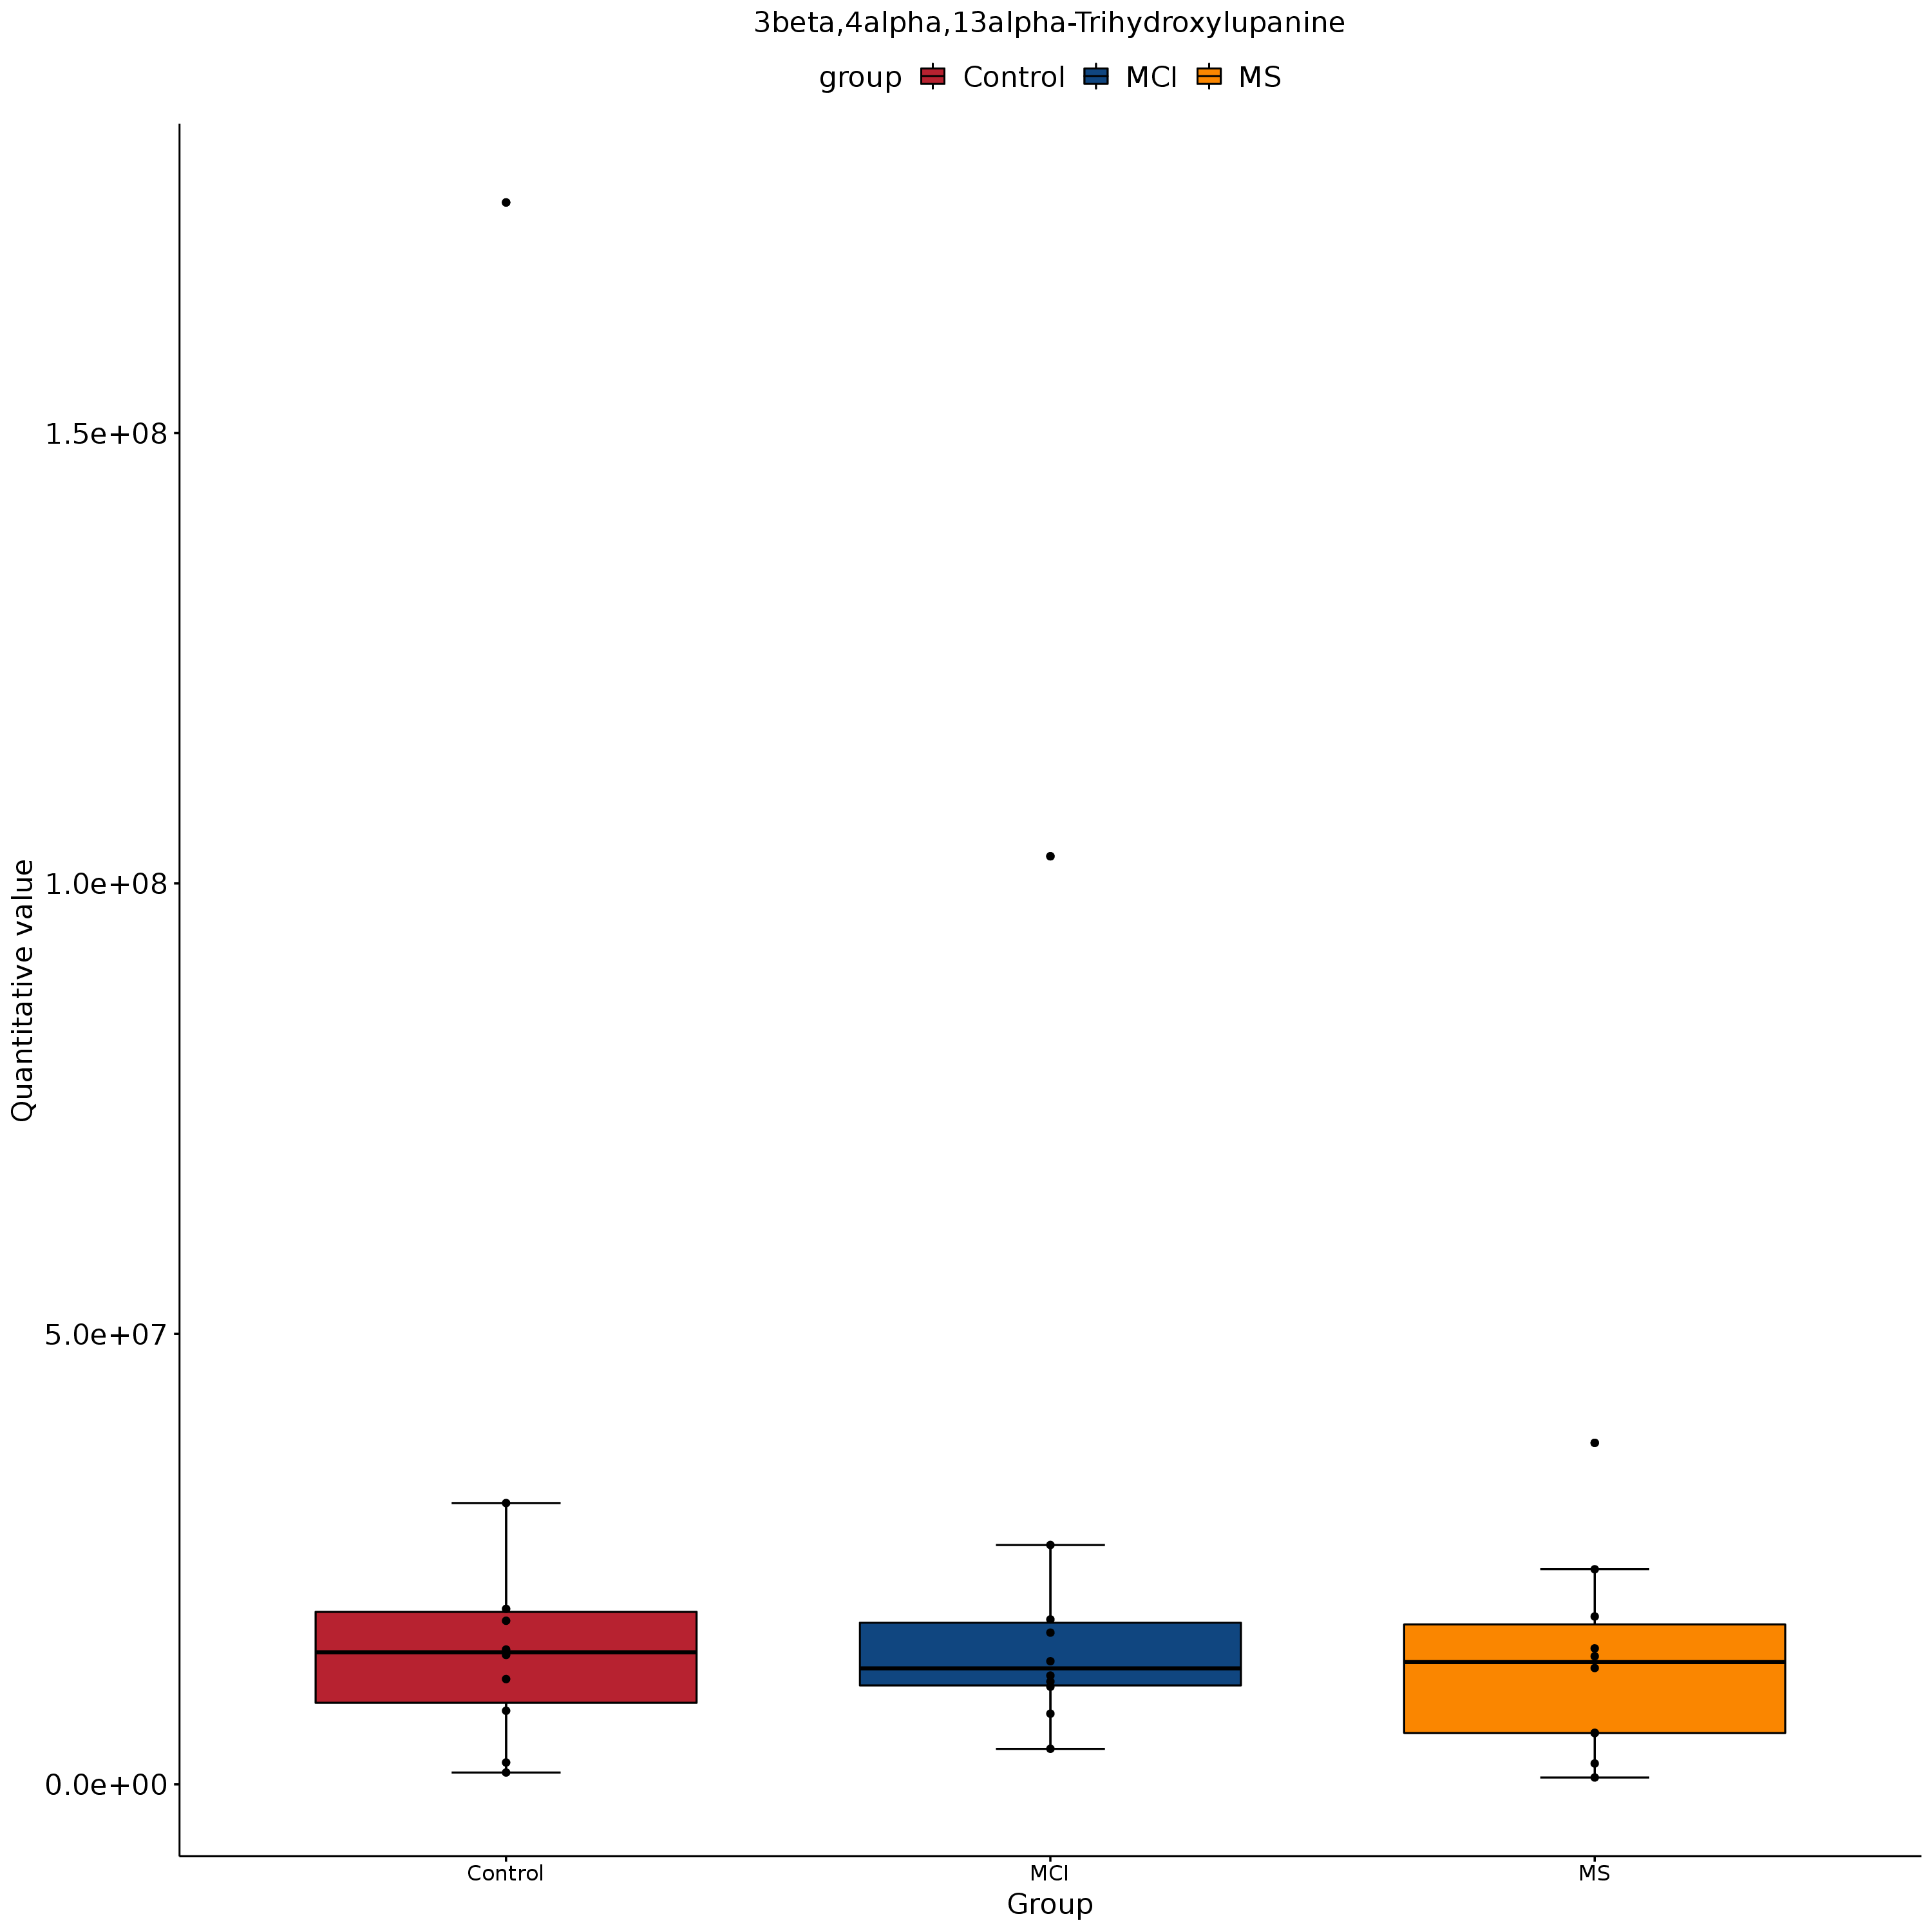 3beta,4alpha,13alpha-Trihydroxylupanine
group Control MCI MS
Quantitative value
1.5e+08
1.0e+08
5.0e+07
0.0e+00
Control MCI MS
Group